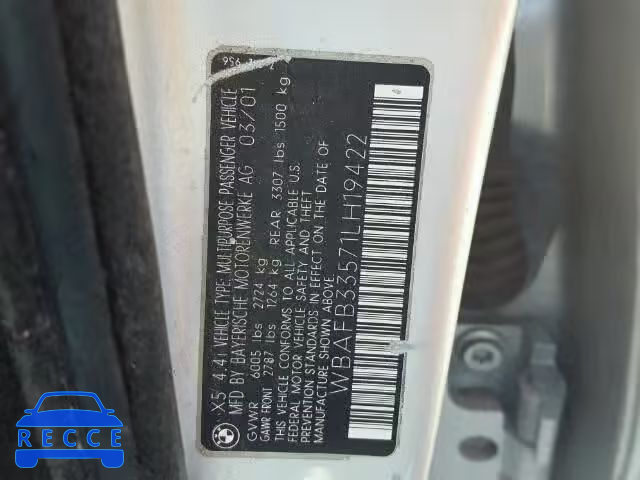 X5 4.4i VEHICLE TYPE: MULTIPURPOSE PASSENGER VEHICLE
MFD BY BAYERISCHE MOTORENWERKE AG 03/01
GVWR 6005 lbs 2724 kg
GAWR-FRONT 2787 lbs 1264 kg REAR 3307 lbs 1500 kg
THIS VEHICLE CONFORMS TO ALL APPLICABLE U.S.
FEDERAL MOTOR VEHICLE SAFETY AND THEFT
PREVENTION STANDARDS IN EFFECT ON THE DATE OF
MANUFACTURE.
WBAFB33571LH19422
BMW
RECCE